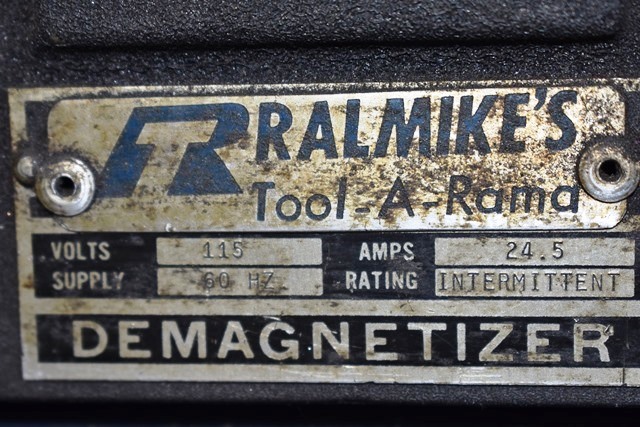 RALMIKE'S
Tool-A-Rama
VOLTS 115 AMPS 24.5
SUPPLY 60 HZ RATING INTERMITTENT
DEMAGNETIZER